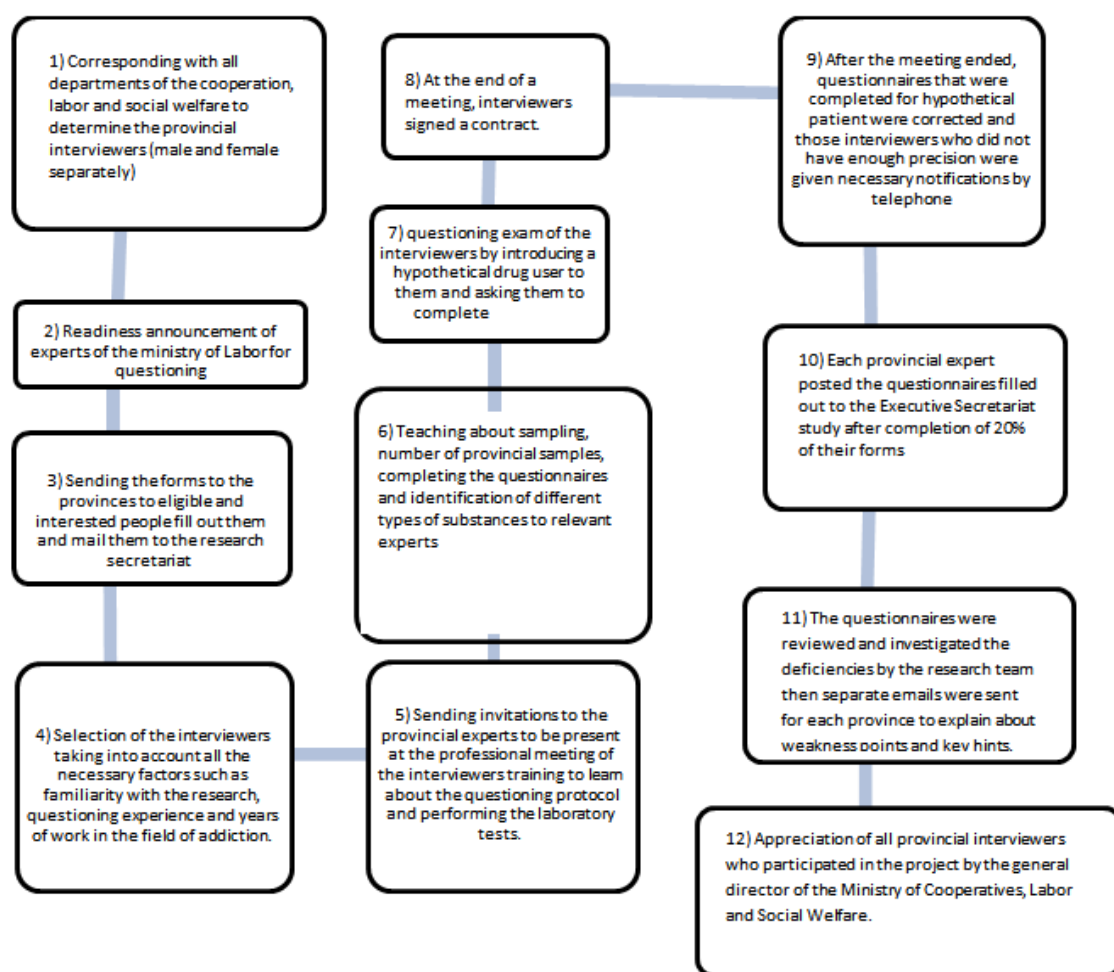 1) Corresponding with all
departments of the cooperation,
labor and social welfare to
determine the provincial
interviewers (male and female
separately)
2) Readiness announcement of
experts of the ministry of Labor for
questioning
3) Sending the forms to the
provinces to eligible and
interested people fill out them
and mail them to the research
secretariat
4) Selection of the interviewers
taking into account all the
necessary factors such as
familiarity with the research,
questioning experience and years
of work in the field of addiction.
5) Sending invitations to the
provincial experts to be present
at the professional meeting of
the interviewers training to learn
about the questioning protocol
and performing the laboratory
tests.
6) Teaching about sampling,
number of provincial samples,
completing the questionnaires
and identification of different
types of substances to relevant
experts
7) questioning exam of the
interviewers by introducing a
hypothetical drug user to
them and asking them to
complete
8) At the end of a
meeting, interviewers
signed a contract.
9) After the meeting ended,
questionnaires that were
completed for hypothetical
patient were corrected and
those interviewers who did not
have enough precision were
given necessary notifications by
telephone
10) Each provincial expert
posted the questionnaires filled
out to the Executive Secretariat
study after completion of 20%
of their forms
11) The questionnaires were
reviewed and investigated the
deficiencies by the research team
then separate emails were sent
for each province to explain about
weakness points and key hints.
12) Appreciation of all provincial interviewers
who participated in the project by the general
director of the Ministry of Cooperatives, Labor
and Social Welfare.